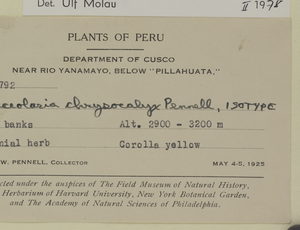 Det. Ulf Molau II 1978
PLANTS OF PERU
DEPARTMENT OF CUSCO
NEAR RIO YANAMAYO, BELOW "PILLAHUATA,"
792
ceolaria chrysocalyx Pennell, ISOTYPE
banks Alt. 2900 - 3200 m
nial herb Corolla yellow
W. PENNELL, COLLECTOR MAY 4-5, 1925
cted under the auspices of The Field Museum of Natural History,
Herbarium of Harvard University, New York Botanical Garden,
and The Academy of Natural Sciences of Philadelphia.